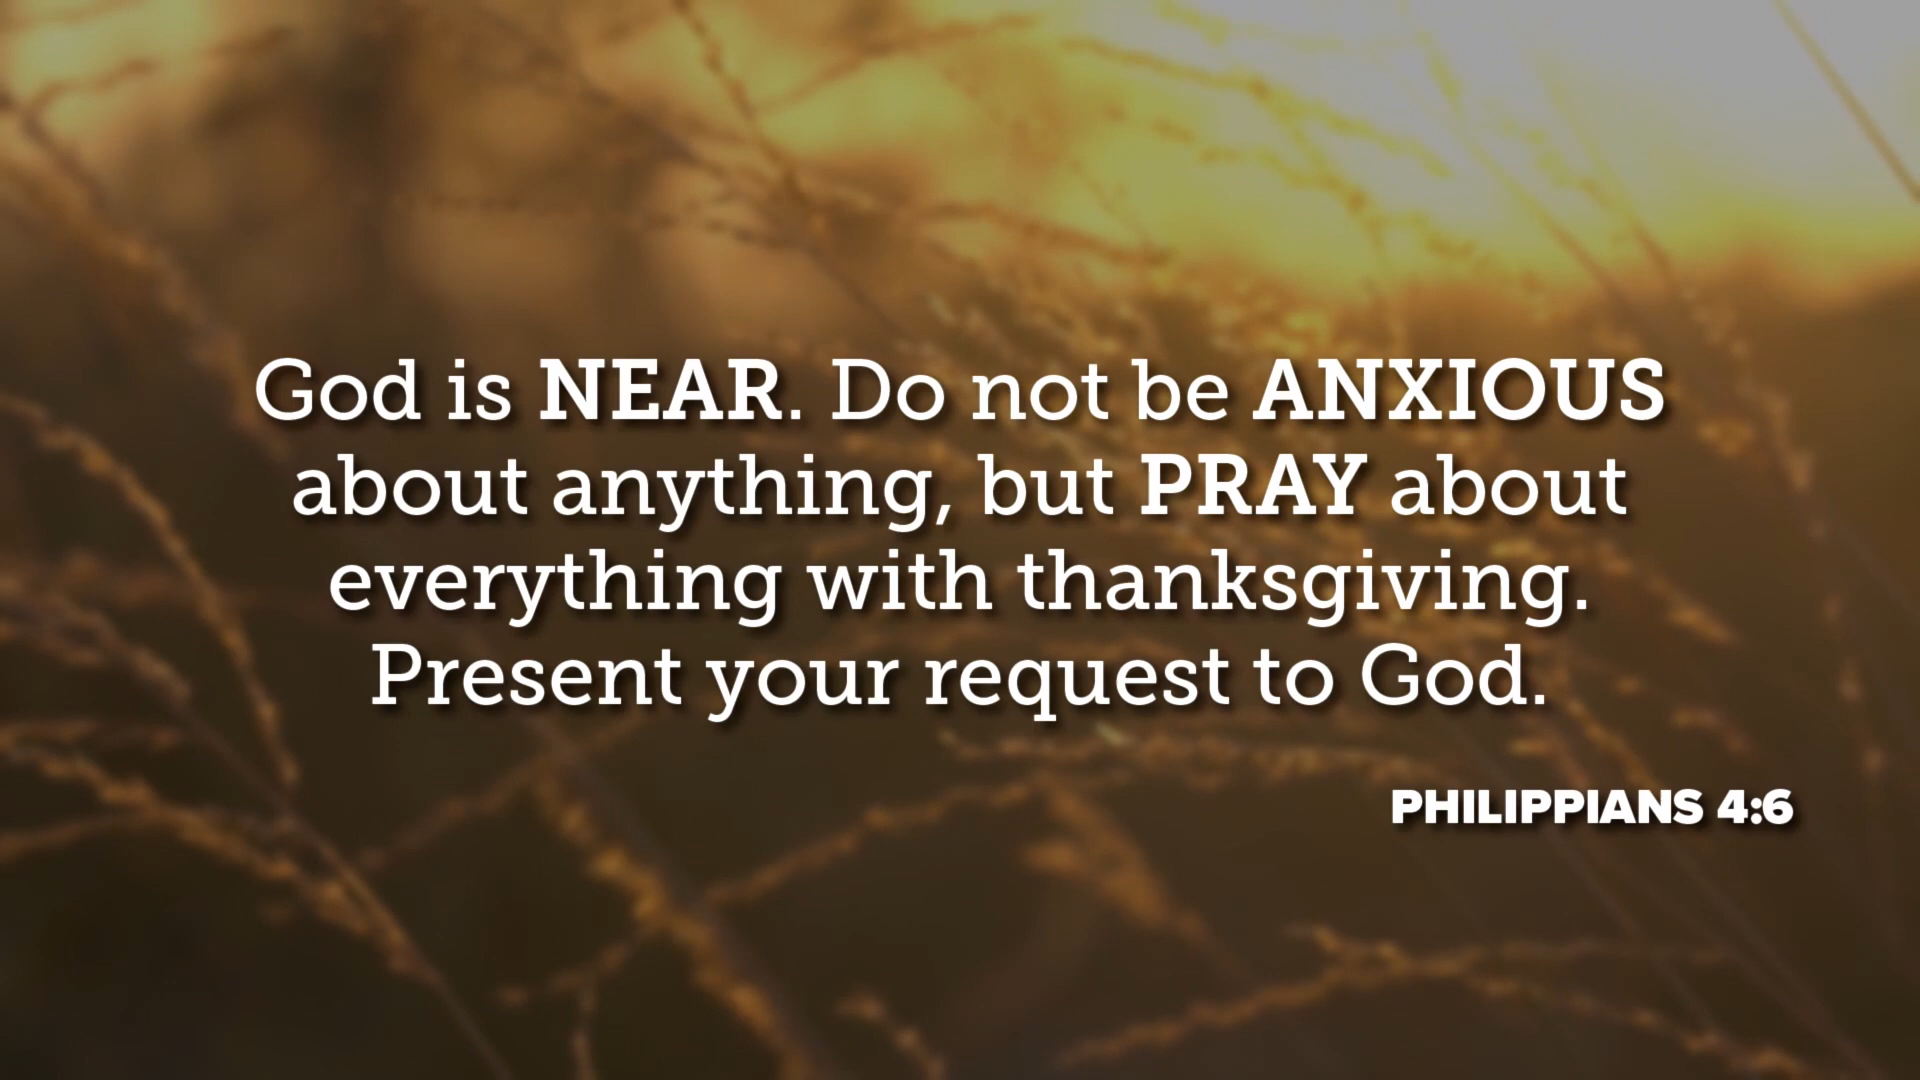 God is NEAR. Do not be ANXIOUS
about anything, but PRAY about
everything with thanksgiving.
Present your request to God.
PHILIPPIANS 4:6